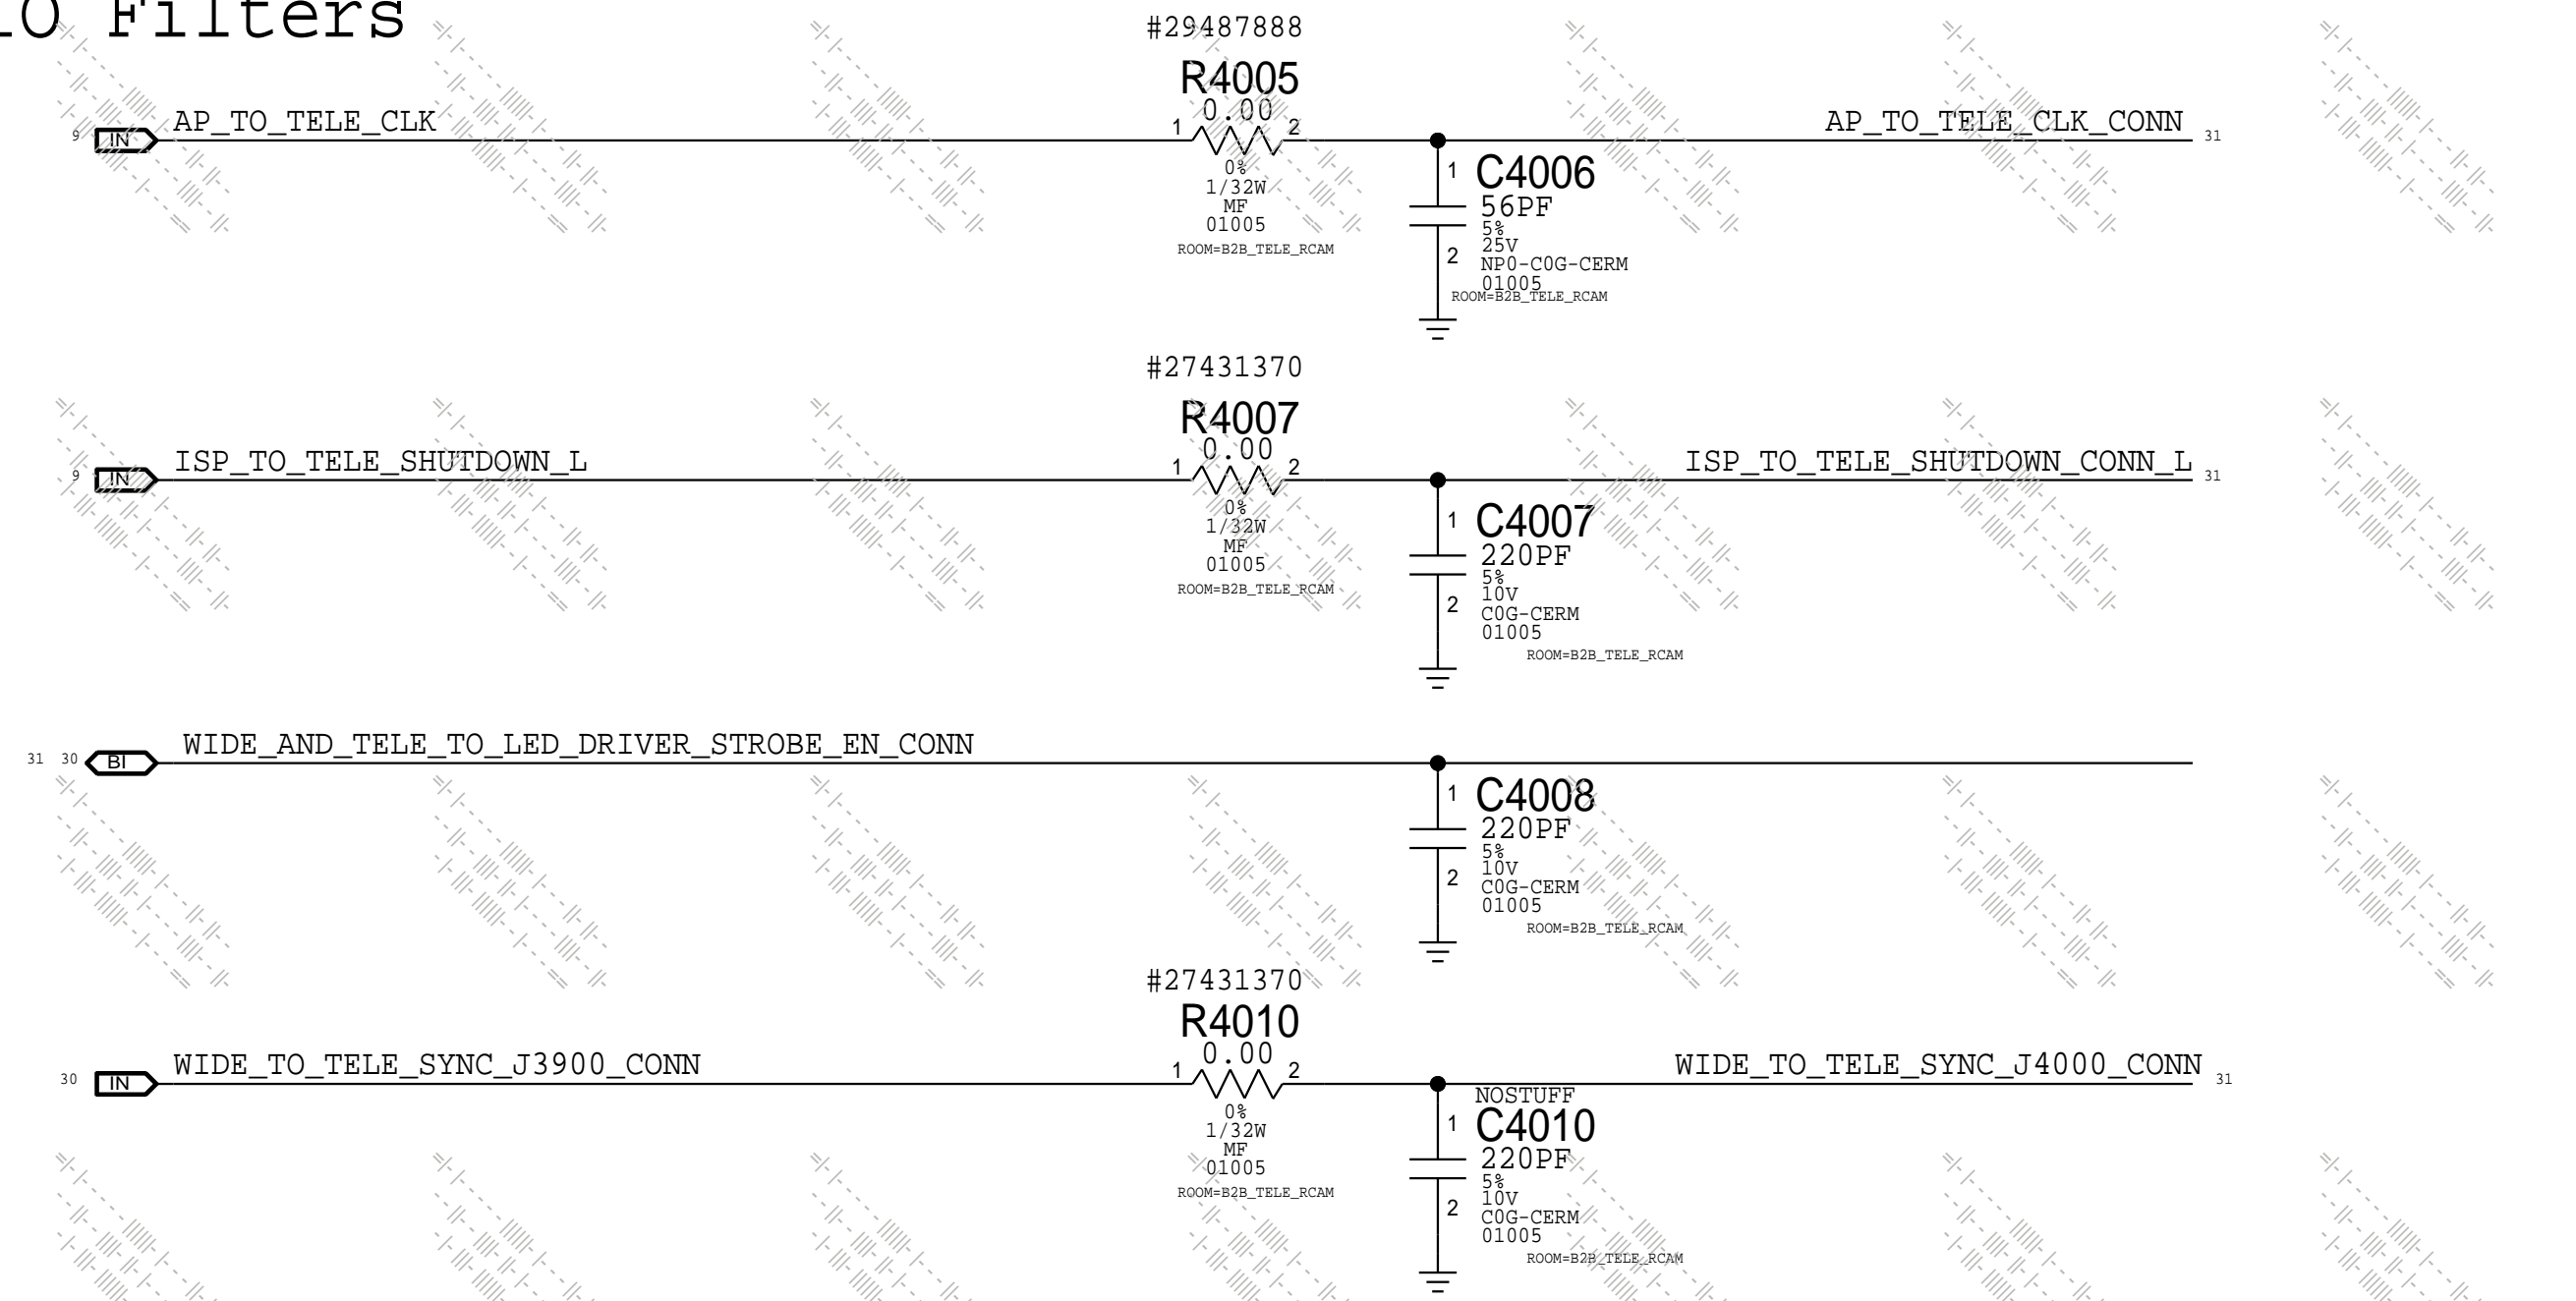 IO Filters
#29487888
R4005
0.00
AP_TO_TELE_CLK
AP_TO_TELE_CLK_CONN
9 IN
1 2
31
0%
1/32W
MF
01005
ROOM=B2B_TELE_RCAM
1
C4006
56PF
5%
25V
2
NP0-C0G-CERM
01005
ROOM=B2B_TELE_RCAM
#27431370
R4007
0.00
ISP_TO_TELE_SHUTDOWN_L
ISP_TO_TELE_SHUTDOWN_CONN_L
9 IN
1 2
31
0%
1/32W
MF
01005
ROOM=B2B_TELE_RCAM
1
C4007
220PF
5%
10V
2
C0G-CERM
01005
ROOM=B2B_TELE_RCAM
WIDE_AND_TELE_TO_LED_DRIVER_STROBE_EN_CONN
31 30 BI
1
C4008
220PF
5%
10V
2
C0G-CERM
01005
ROOM=B2B_TELE_RCAM
#27431370
R4010
0.00
WIDE_TO_TELE_SYNC_J3900_CONN
WIDE_TO_TELE_SYNC_J4000_CONN
30 IN
1 2
31
0%
1/32W
MF
01005
ROOM=B2B_TELE_RCAM
NOSTUFF
1
C4010
220PF
5%
10V
2
C0G-CERM
01005
ROOM=B2B_TELE_RCAM